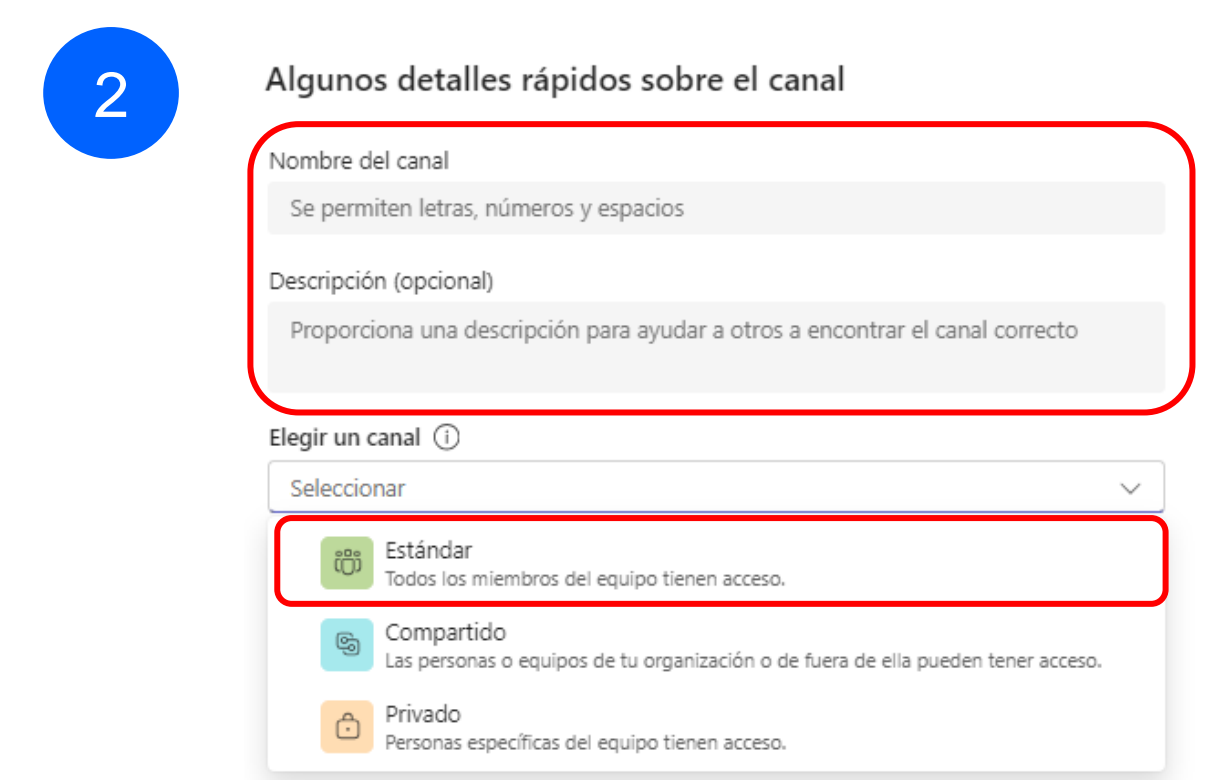 2
Algunos detalles rápidos sobre el canal
Nombre del canal
Se permiten letras, números y espacios
Descripción (opcional)
Proporciona una descripción para ayudar a otros a encontrar el canal correcto
Elegir un canal
Seleccionar
Estándar
Todos los miembros del equipo tienen acceso.
Compartido
Las personas o equipos de tu organización o de fuera de ella pueden tener acceso.
Privado
Personas específicas del equipo tienen acceso.